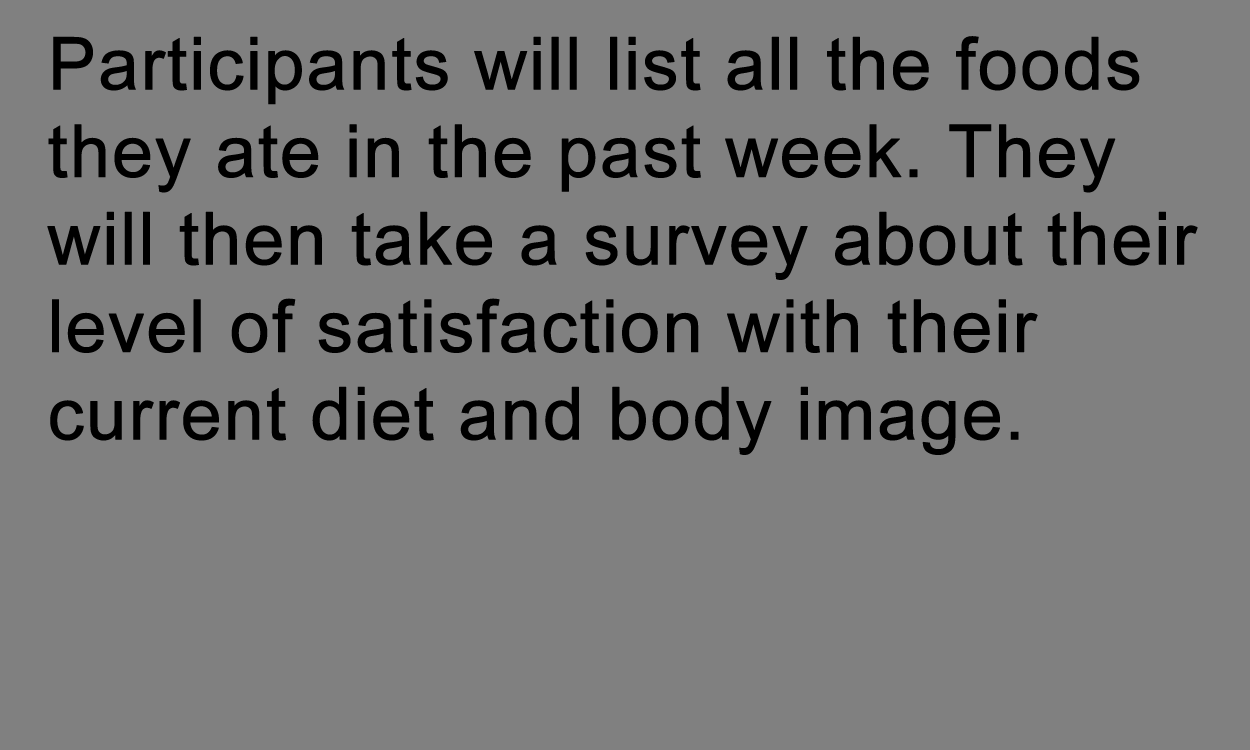 Participants will list all the foods
they ate in the past week. They
will then take a survey about their
level of satisfaction with their
current diet and body image.